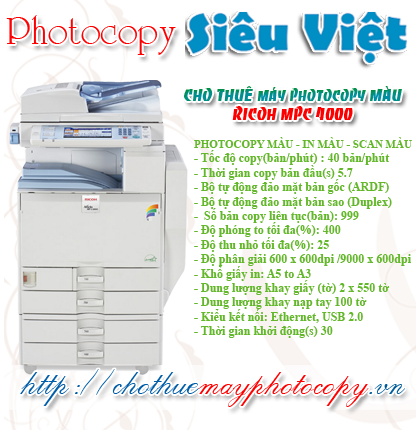 Photocopy Siêu Việt
CHO THUÊ MÁY PHOTOCOPY MÀU
RICOH MPC 4000
PHOTOCOPY MÀU - IN MÀU - SCAN MÀU
- Tốc độ copy(bản/phút) : 40 bản/phút
- Thời gian copy bản đầu(s) 5.7
- Bộ tự động đảo mặt bản gốc (ARDF)
- Bộ tự động đảo mặt bản sao (Duplex)
- Số bản copy liên tục(bản): 999
- Độ phóng to tối đa(%): 400
- Độ thu nhỏ tối đa(%): 25
- Độ phân giải 600 x 600dpi /9000 x 600dpi
- Khổ giấy in: A5 to A3
- Dung lượng khay giấy (tờ) 2 x 550 tờ
- Dung lượng khay nạp tay 100 tờ
- Kiểu kết nối: Ethernet, USB 2.0
- Thời gian khởi động(s) 30
RICOH
http://chothuemayphotocopy.vn